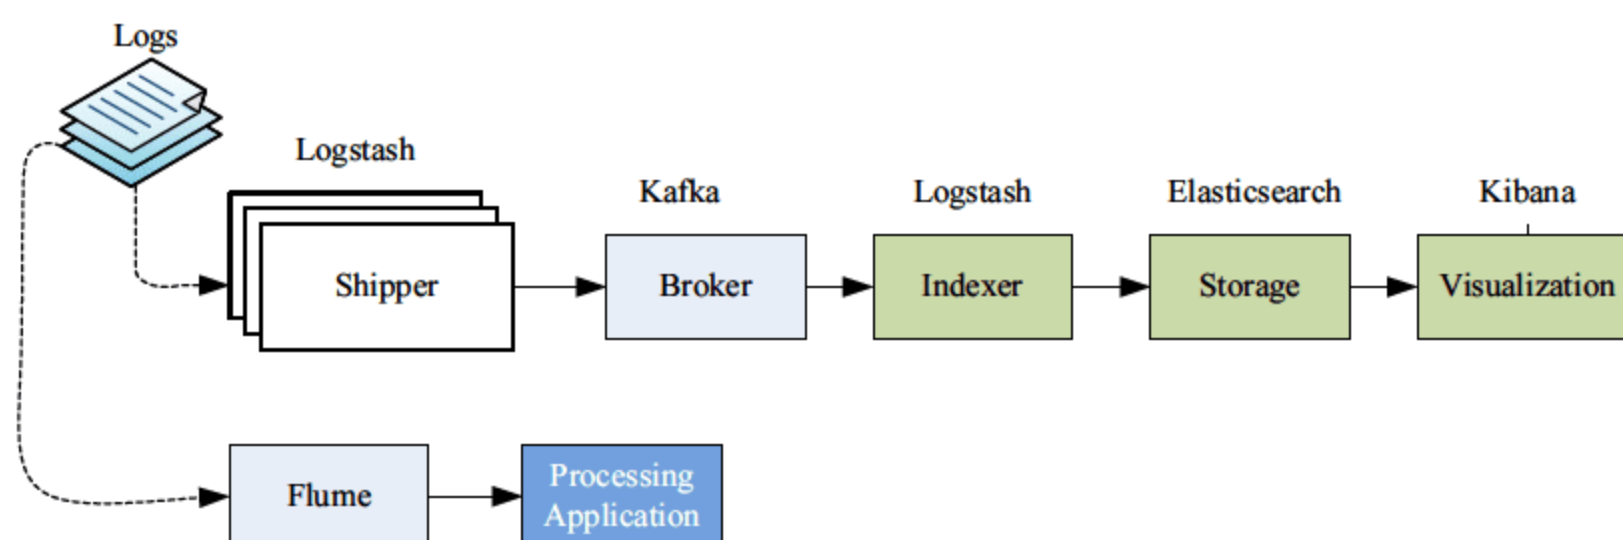 Logs
Logstash
Kafka
Logstash
Elasticsearch
Kibana
Shipper
Broker
Indexer
Storage
Visualization
Flume
Processing
Application